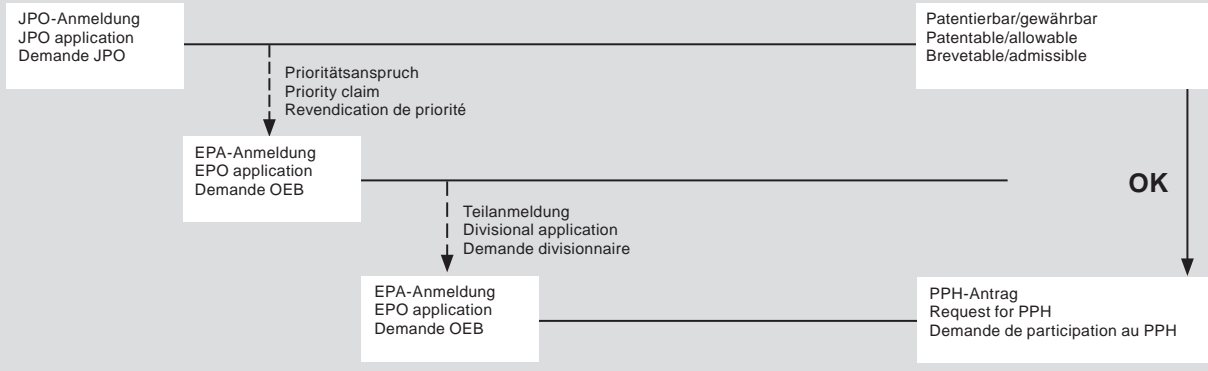 JPO-Anmeldung
JPO application
Demande JPO
Patentierbar/gewährbar
Patentable/allowable
Brevetable/admissible
Prioritätsanspruch
Priority claim
Revendication de priorité
EPA-Anmeldung
EPO application
Demande OEB
OK
Teilanmeldung
Divisional application
Demande divisionnaire
EPA-Anmeldung
EPO application
Demande OEB
PPH-Antrag
Request for PPH
Demande de participation au PPH